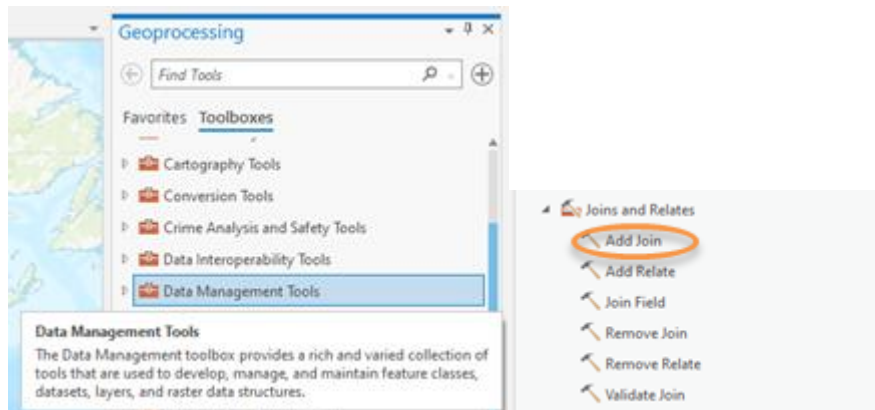 Geoprocessing
Find Tools
Favorites Toolboxes
Cartography Tools
Conversion Tools
Crime Analysis and Safety Tools
Data Interoperability Tools
Data Management Tools
Data Management Tools
The Data Management toolbox provides a rich and varied collection of
tools that are used to develop, manage, and maintain feature classes,
datasets, layers, and raster data structures.
Joins and Relates
Add Join
Add Relate
Join Field
Remove Join
Remove Relate
Validate Join